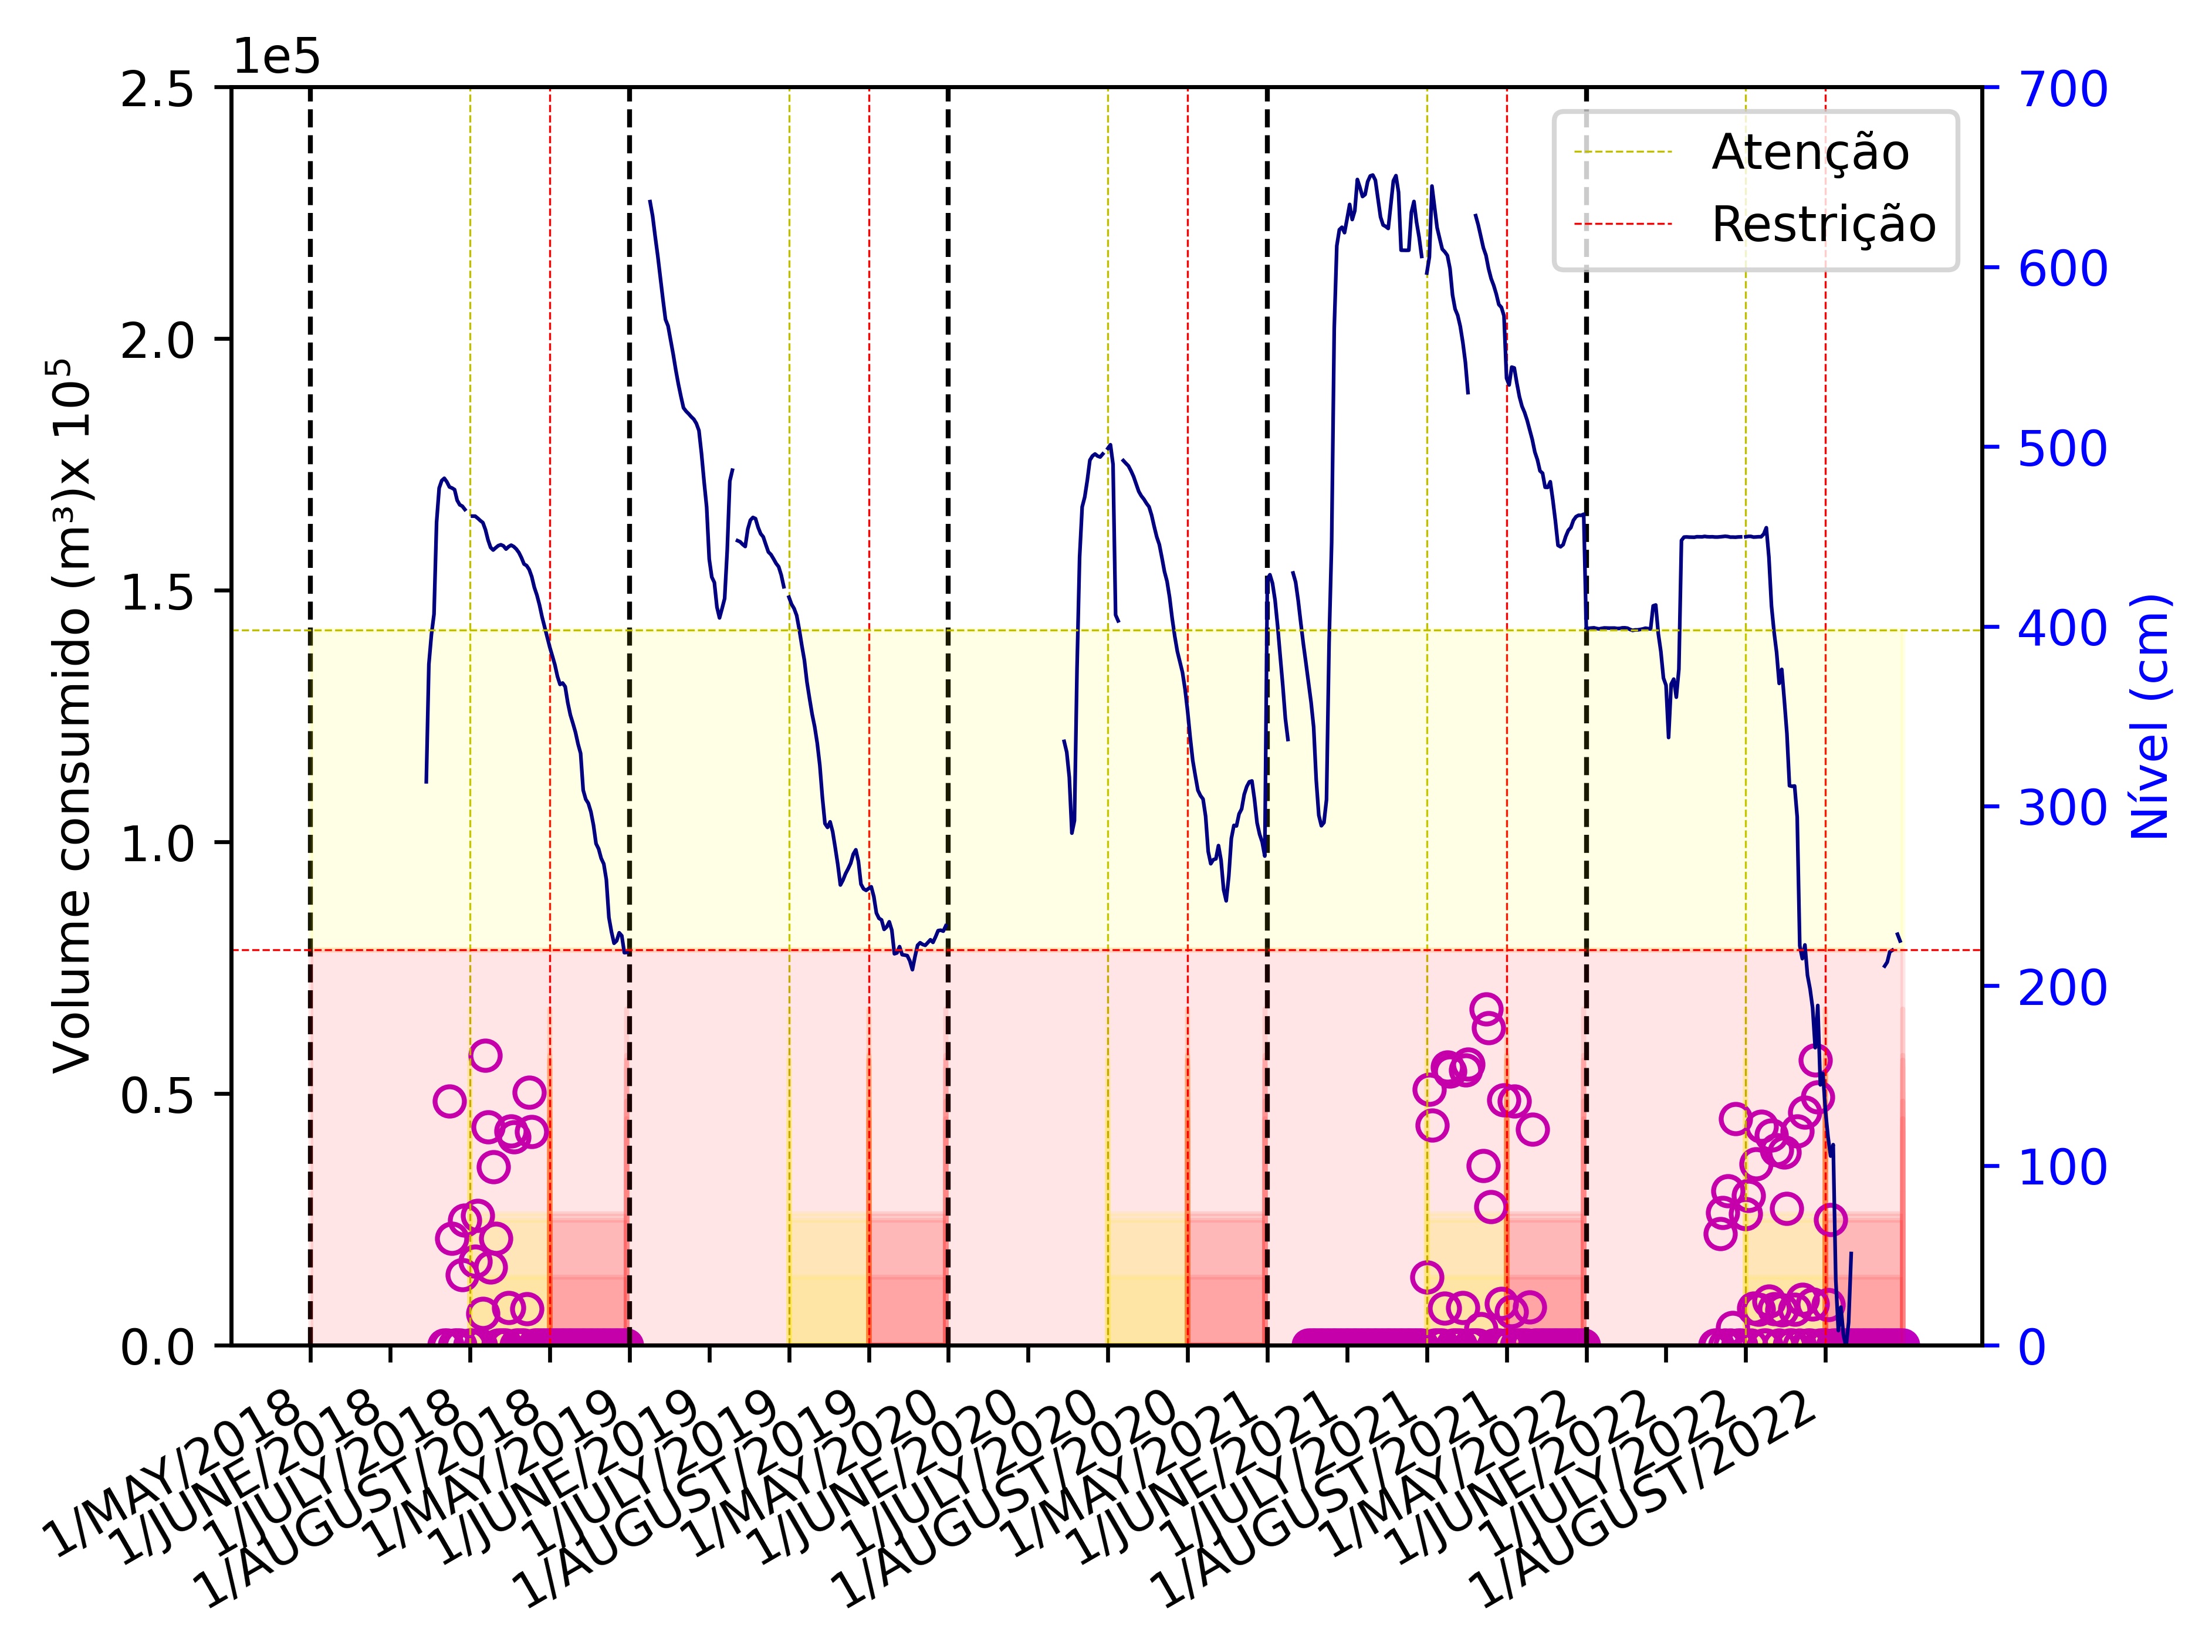 1e5
2.5
2.0
1.5
1.0
0.5
0.0
Volume consumido (m³)x 10⁵
700
600
500
400
300
200
100
0
Nível (cm)
Atenção
Restrição
1/MAY/2018
1/JUNE/2018
1/JULY/2018
1/AUGUST/2018
1/MAY/2019
1/JUNE/2019
1/JULY/2019
1/AUGUST/2019
1/MAY/2020
1/JUNE/2020
1/JULY/2020
1/AUGUST/2020
1/MAY/2021
1/JUNE/2021
1/JULY/2021
1/AUGUST/2021
1/MAY/2022
1/JUNE/2022
1/JULY/2022
1/AUGUST/2022